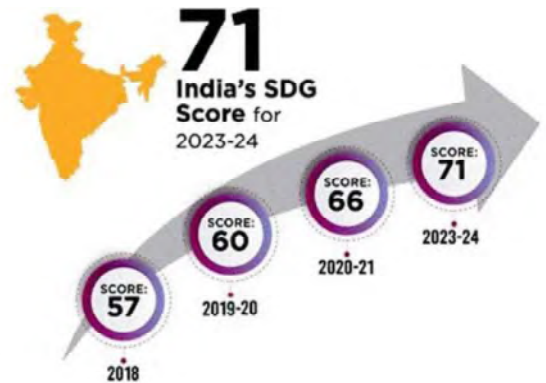 71
India's SDG
Score for
2023-24
SCORE:
57
2018
SCORE:
60
2019-20
SCORE:
66
2020-21
SCORE:
71
2023-24